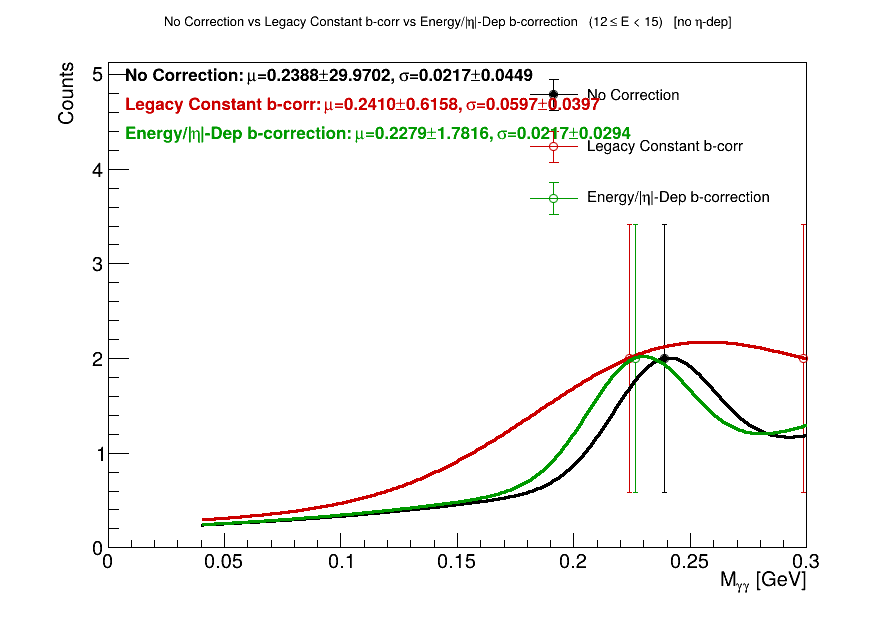 No Correction vs Legacy Constant b-corr vs Energy/|η|-Dep b-correction (12 ≤ E < 15) [no η-dep]
Counts
No Correction: μ=0.2388±29.9702, σ=0.0217±0.0449
Legacy Constant b-corr: μ=0.2410±0.6158, σ=0.0597±0.0397
Energy/|η|-Dep b-correction: μ=0.2279±1.7816, σ=0.0217±0.0294
No Correction
Legacy Constant b-corr
Energy/|η|-Dep b-correction
5
4
3
2
1
0
0 0.05 0.1 0.15 0.2 0.25 0.3
Mγγ [GeV]